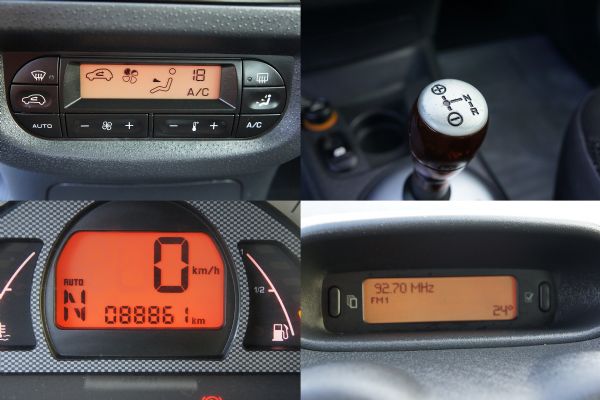 18
A/C
AUTO
- +
- +
A/C
N
R
+
-
0 km/h
AUTO
N
088861 km
1/2
92.70 MHz
FM1
24°